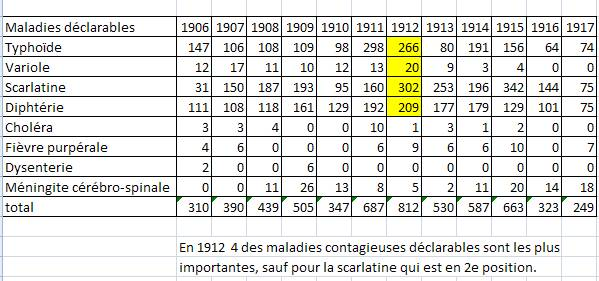 Maladies déclarables 1906 1907 1908 1909 1910 1911 1912 1913 1914 1915 1916 1917
Typhoïde 147 106 108 109 98 298 266 80 191 156 64 74
Variole 12 17 11 10 12 13 20 9 3 4 0 0
Scarlatine 31 150 187 193 95 160 302 253 196 342 144 75
Diphtérie 111 108 118 161 129 192 209 177 179 129 101 75
Choléra 3 3 4 0 0 10 1 3 1 2 0 0
Fièvre purpérale 4 6 0 0 0 6 9 6 6 10 0 7
Dysenterie 2 0 0 6 0 0 0 0 0 0 0 0
Méningite cérébro-spinale 0 0 11 26 13 8 5 2 11 20 14 18
total 310 390 439 505 347 687 812 530 587 663 323 249
En 1912 4 des maladies contagieuses déclarables sont les plus
importantes, sauf pour la scarlatine qui est en 2e position.